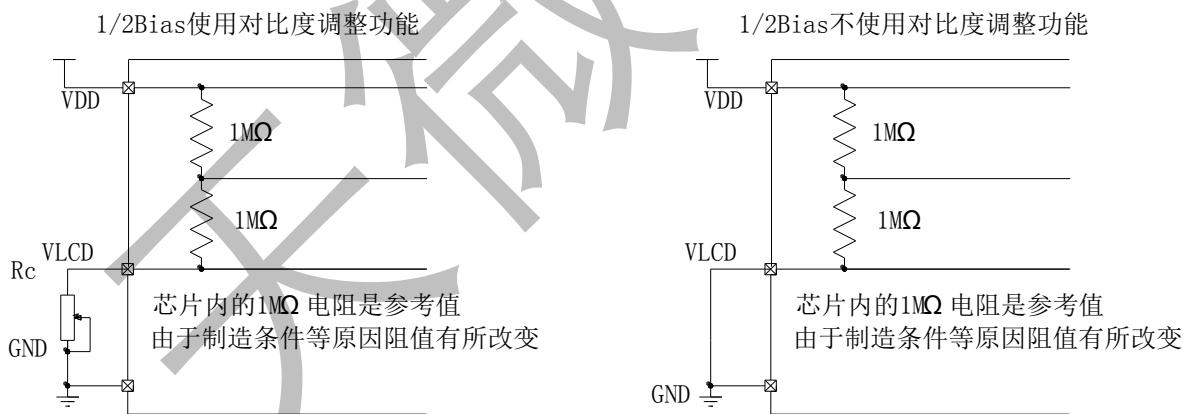 1/2Bias使用对比度调整功能
VDD
1MΩ
1MΩ
VLCD
Rc
芯片内的1MΩ 电阻是参考值
由于制造条件等原因阻值有所改变
GND
1/2Bias不使用对比度调整功能
VDD
1MΩ
1MΩ
VLCD
芯片内的1MΩ 电阻是参考值
由于制造条件等原因阻值有所改变
GND
天微